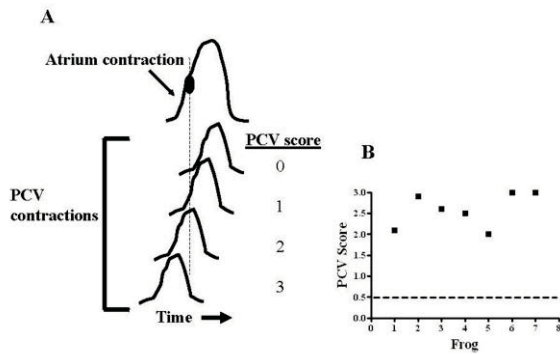 A
Atrium contraction
PCV score
0
1
2
3
PCV
contractions
Time
B
PCV Score
3.0
2.5
2.0
1.5
1.0
0.5
0.0
0 1 2 3 4 5 6 7 8
Frog